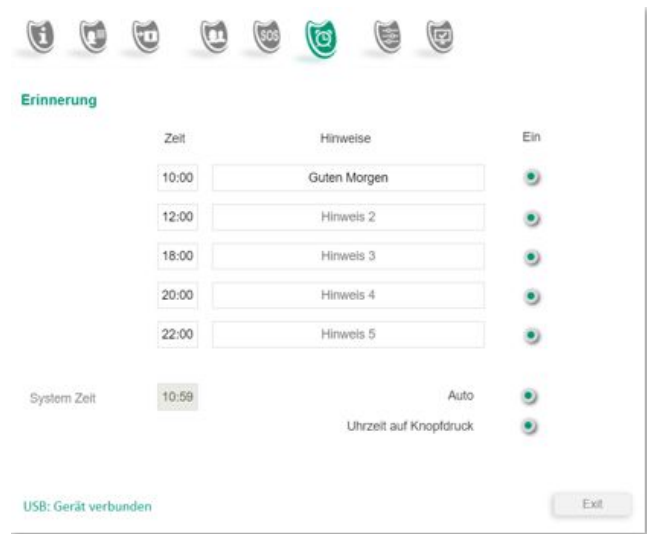 SOS
Erinnerung
Zeit Hinweise Ein
10:00 Guten Morgen
12:00 Hinweis 2
18:00 Hinweis 3
20:00 Hinweis 4
22:00 Hinweis 5
System Zeit 10:59 Auto
Uhrzeit auf Knopfdruck
USB: Gerät verbunden Exit